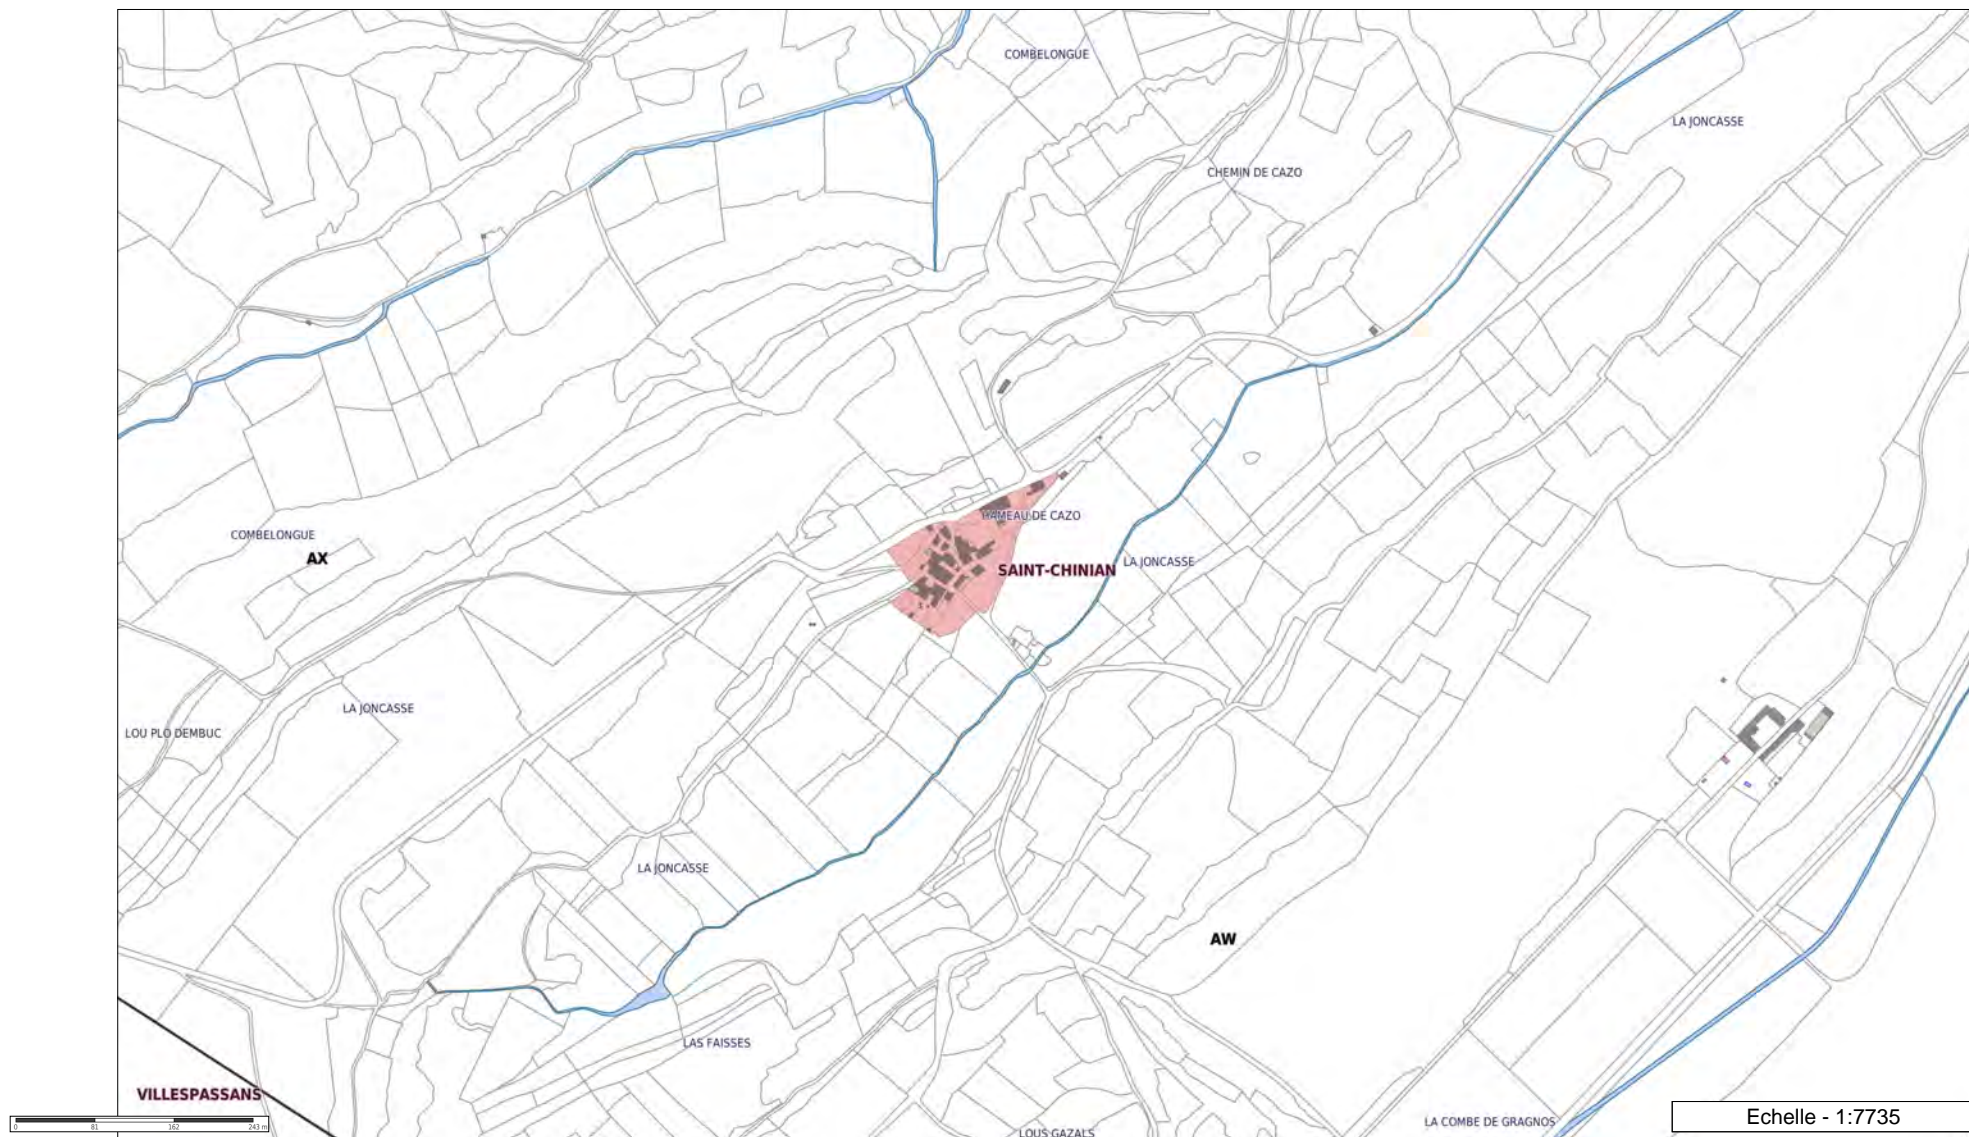 COMBELONGUE
LA JONCASSE
CHEMIN DE CAZO
HAMEAU DE CAZO
COMBELONGUE
AX
SAINT-CHINIAN
LA JONCASSE
LA JONCASSE
LOU PLO DEMBUC
LA JONCASSE
AW
LAS FAISSES
VILLESPASSANS
LA COMBE DE GRAGNOS
Echelle - 1:7735
0 81 162 243 m
LOUS GAZALS